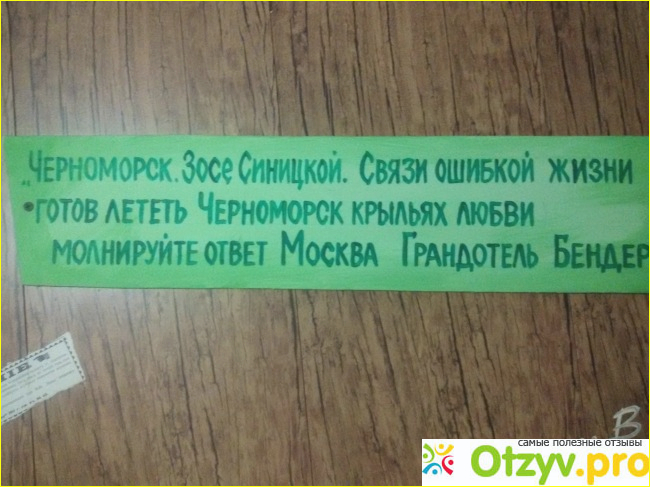 „Черноморск. Зосе Синицкой. Связи ошибкой жизни
готов лететь Черноморск крыльях любви
молнируйте ответ Москва Грандотель Бендер
В
самые полезные отзывы
Otzyv.pro